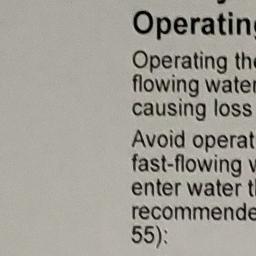 Operating
Operating the
flowing water
causing loss
Avoid operat
fast-flowing
enter water
recommende
55):